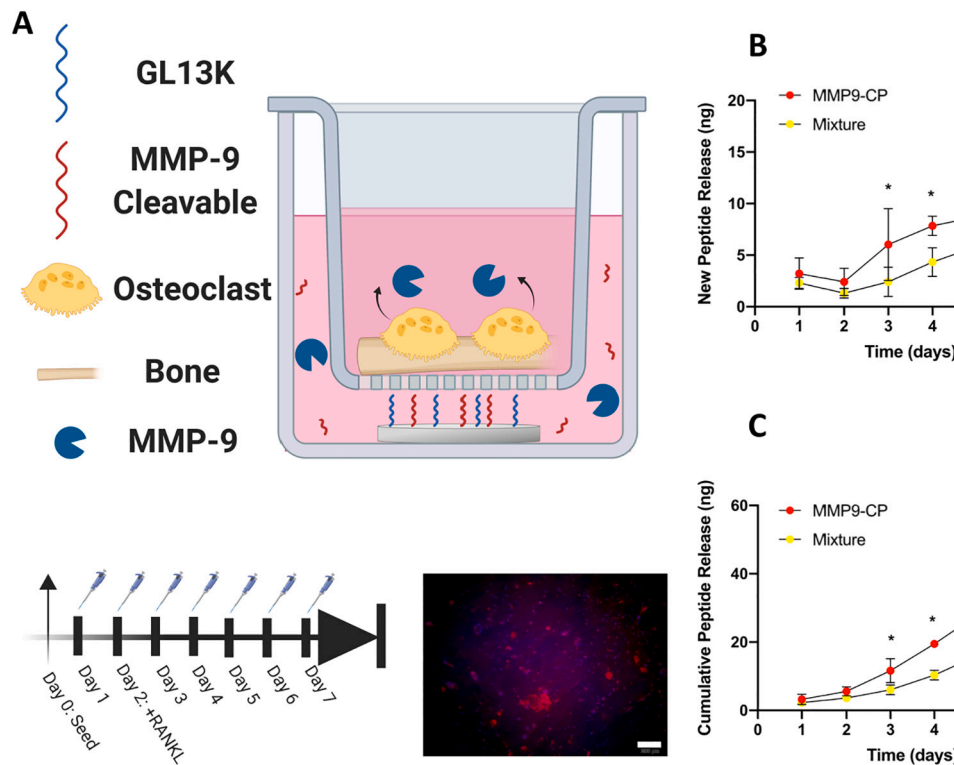 A
GL13K
MMP-9
Cleavable
Osteoclast
Bone
MMP-9
Day 0: Seed
Day 1
Day 2: +RANKL
Day 3
Day 4
Day 5
Day 6
Day 7
B
New Peptide Release (ng)
20
15
10
5
0
MMP9-CP
Mixture
*
*
0 1 2 3 4
Time (days)
C
Cumulative Peptide Release (ng)
60
40
20
0
MMP9-CP
Mixture
*
*
0 1 2 3 4
Time (days)